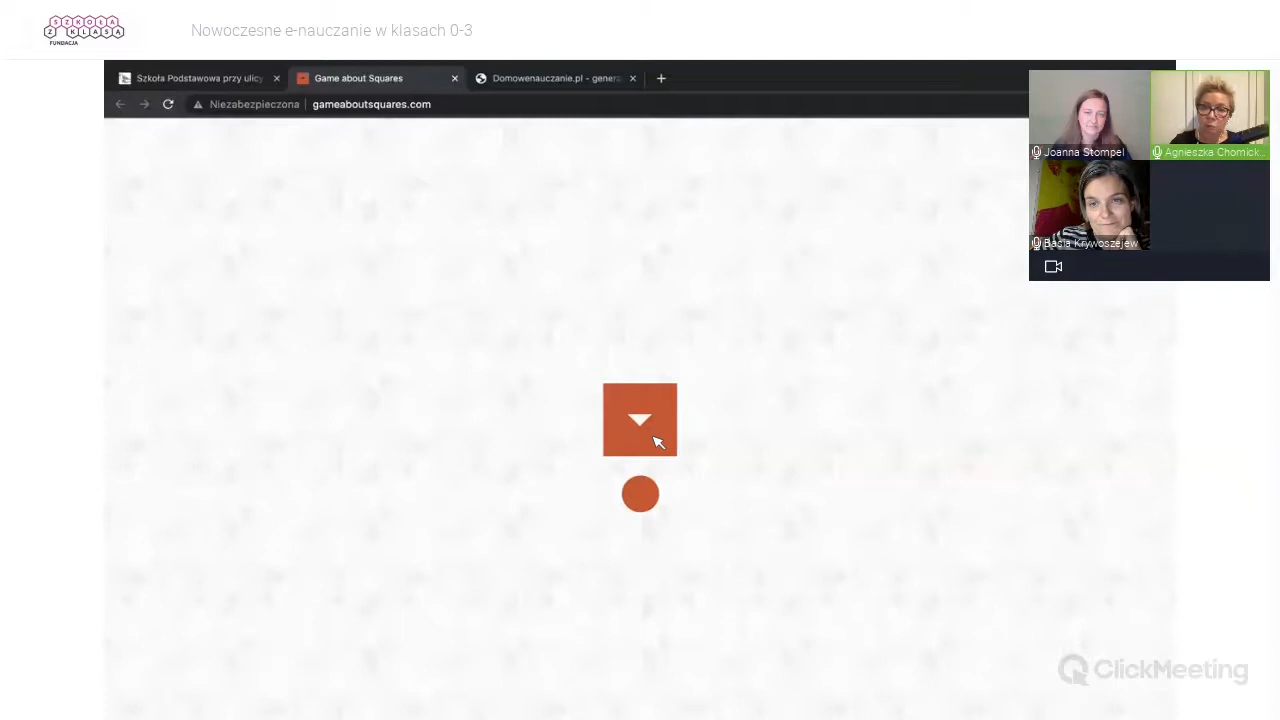 SZKOŁA
Z KLASĄ
FUNDACJA
Nowoczesne e-nauczanie w klasach 0-3
Szkoła Podstawowa przy ulicy
Game about Squares
Domowenauczanie.pl - genera
Niezabezpieczona
gameaboutsquares.com
Joanna Stompel
Agnieszka Chomick...
Basia Krywoszejew
ClickMeeting